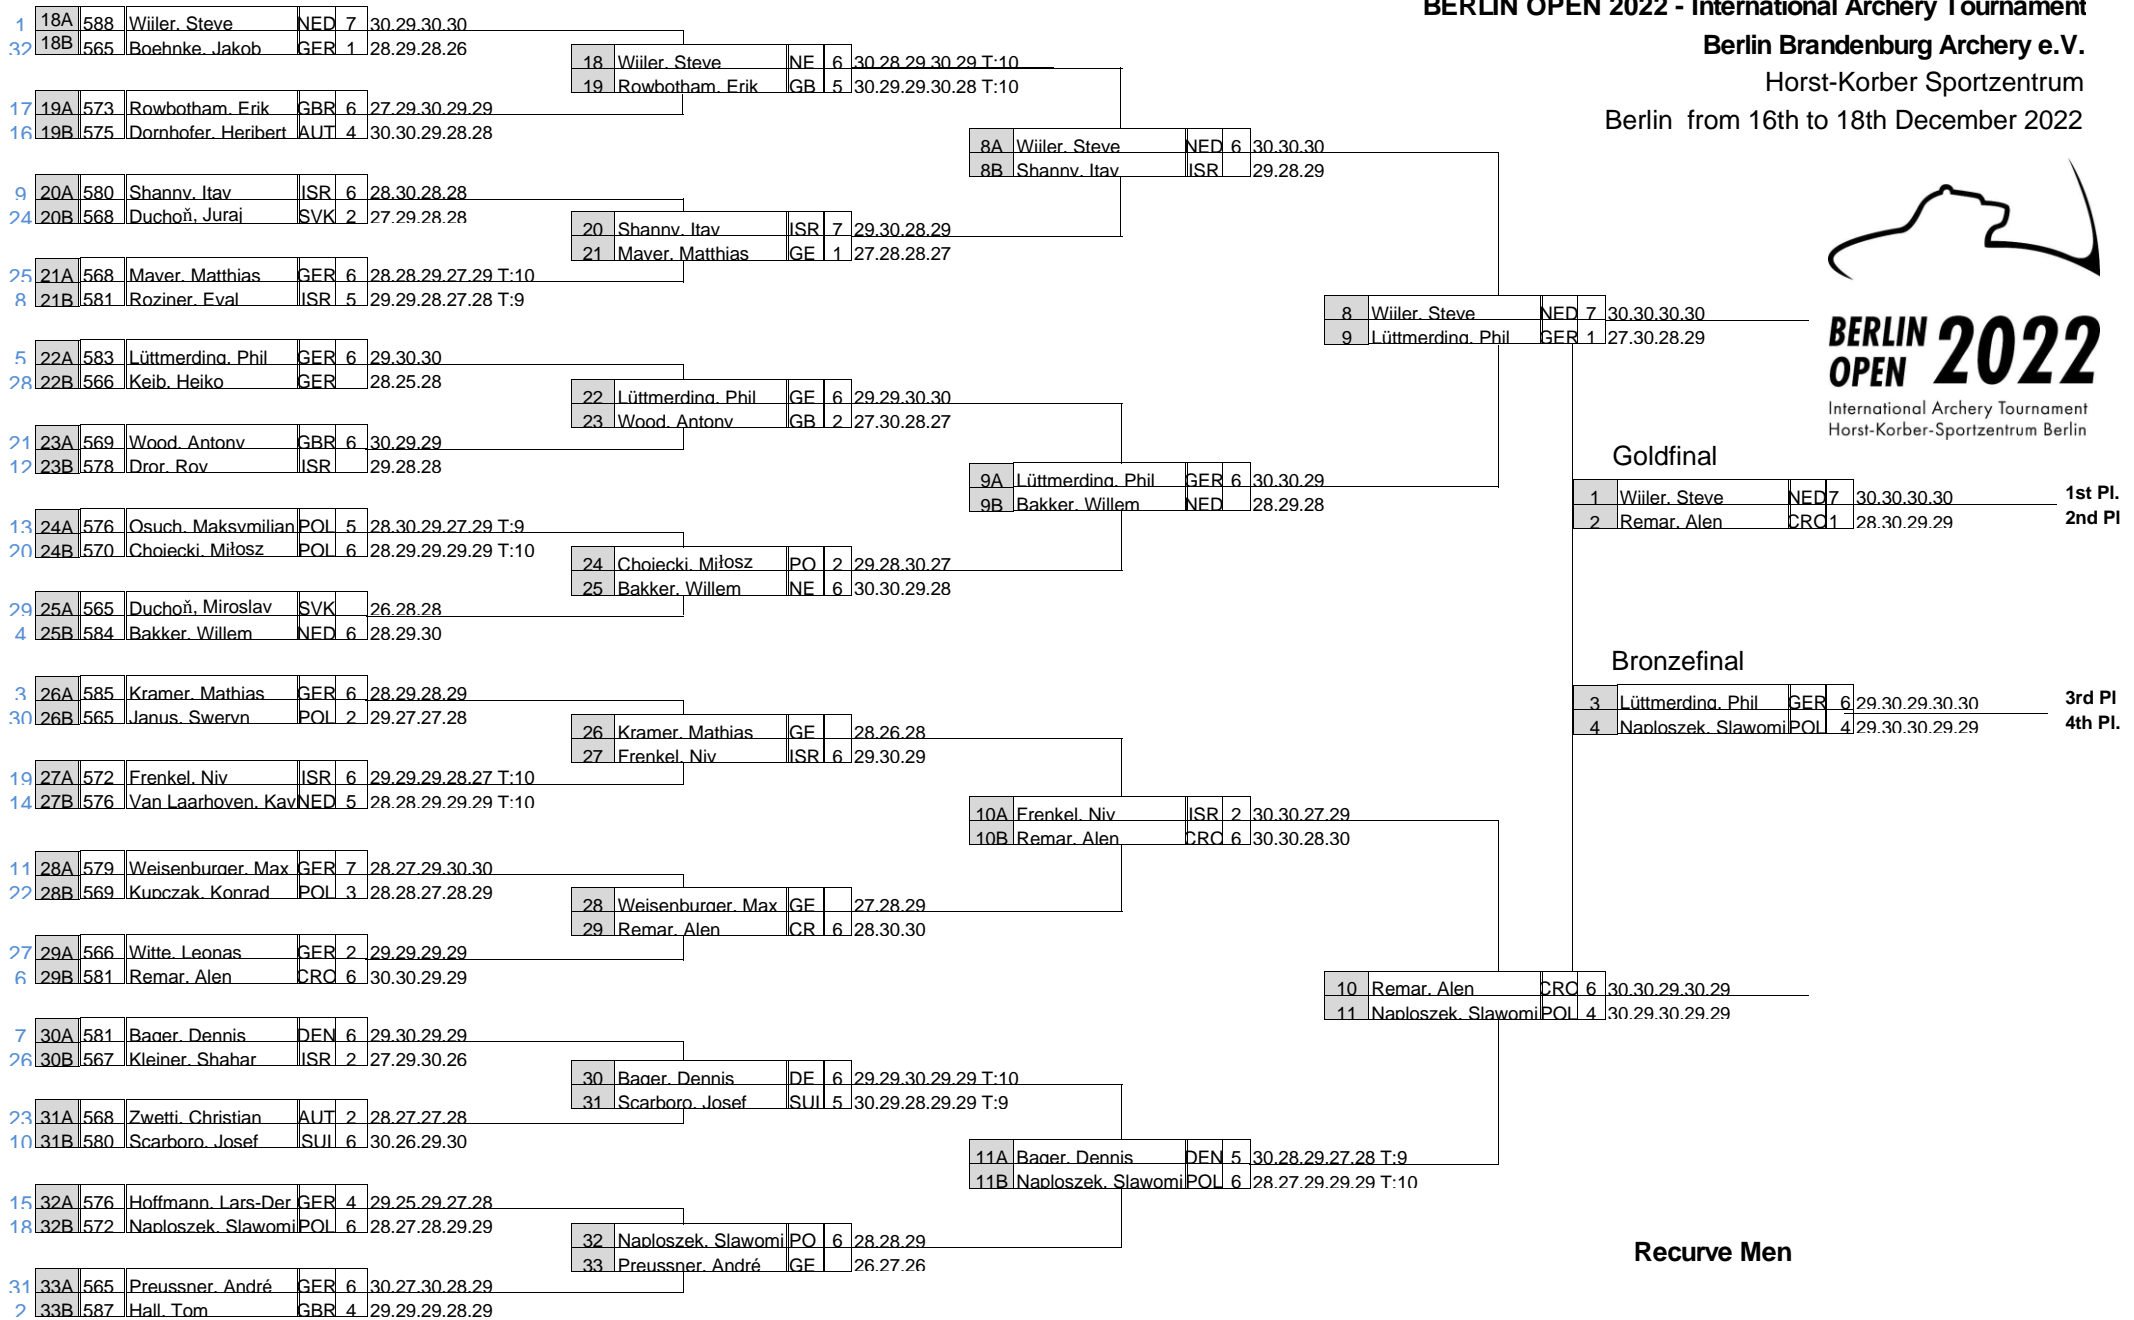 BERLIN OPEN 2022 - International Archery Tournament
Berlin Brandenburg Archery e.V.
Horst-Korber Sportzentrum
Berlin from 16th to 18th December 2022
1 18A 588 Wijler, Steve NED 7 30.29.30.30
32 18B 565 Boehnke, Jakob GER 1 28.29.28.26
17 19A 573 Rowbotham, Erik GBR 6 27.29.30.29.29
16 19B 575 Dornhofer, Heribert AUT 4 30.30.29.28.28
9 20A 580 Shanny, Itay ISR 6 28.30.28.28
24 20B 568 Duchoň, Juraj SVK 2 27.29.28.28
25 21A 568 Mayer, Matthias GER 6 28.28.29.27.29 T:10
8 21B 581 Roziner, Eyal ISR 5 29.29.28.27.28 T:9
5 22A 583 Lüttmerding, Phil GER 6 29.30.30
28 22B 566 Keib, Heiko GER 28.25.28
21 23A 569 Wood, Antony GBR 6 30.29.29
12 23B 578 Dror, Roy ISR 29.28.28
13 24A 576 Osuch, Maksymilian POL 5 28.30.29.27.29 T:9
20 24B 570 Chojecki, Miłosz POL 6 28.29.29.29.29 T:10
29 25A 565 Duchoň, Miroslav SVK 26.28.28
4 25B 584 Bakker, Willem NED 6 28.29.30
3 26A 585 Kramer, Mathias GER 6 28.29.28.29
30 26B 565 Janus, Sweryn POL 2 29.27.27.28
19 27A 572 Frenkel, Niv ISR 6 29.29.29.28.27 T:10
14 27B 576 Van Laarhoven, Kay NED 5 28.28.29.29.29 T:10
11 28A 579 Weisenburger, Max GER 7 28.27.29.30.30
22 28B 569 Kupczak, Konrad POL 3 28.28.27.28.29
27 29A 566 Witte, Leonas GER 2 29.29.29.29
6 29B 581 Remar, Alen CRO 6 30.30.29.29
7 30A 581 Bager, Dennis DEN 6 29.30.29.29
26 30B 567 Kleiner, Shahar ISR 2 27.29.30.26
23 31A 568 Zwetti, Christian AUT 2 28.27.27.28
10 31B 580 Scarboro, Josef SUI 6 30.26.29.30
15 32A 576 Hoffmann, Lars-Der GER 4 29.25.29.27.28
18 32B 572 Naploszek, Slawomi POL 6 28.27.28.29.29
31 33A 565 Preussner, André GER 6 30.27.30.28.29
2 33B 587 Hall, Tom GBR 4 29.29.29.28.29
18 Wijler, Steve NE 6 30.28.29.30.29 T:10
19 Rowbotham, Erik GB 5 30.29.29.30.28 T:10
20 Shanny, Itay ISR 7 29.30.28.29
21 Mayer, Matthias GE 1 27.28.28.27
22 Lüttmerding, Phil GE 6 29.29.30.30
23 Wood, Antony GB 2 27.30.28.27
24 Chojecki, Miłosz PO 2 29.28.30.27
25 Bakker, Willem NE 6 30.30.29.28
26 Kramer, Mathias GE 28.26.28
27 Frenkel, Niv ISR 6 29.30.29
28 Weisenburger, Max GE 27.28.29
29 Remar, Alen CR 6 28.30.30
30 Bager, Dennis DE 6 29.29.30.29.29 T:10
31 Scarboro, Josef SUI 5 30.29.28.29.29 T:9
32 Naploszek, Slawomi PO 6 28.28.29
33 Preussner, André GE 26.27.26
8A Wijler, Steve NED 6 30.30.30
8B Shanny, Itay ISR 29.28.29
9A Lüttmerding, Phil GER 6 30.30.29
9B Bakker, Willem NED 28.29.28
10A Frenkel, Niv ISR 2 30.30.27.29
10B Remar, Alen CRO 6 30.30.28.30
11A Bager, Dennis DEN 5 30.28.29.27.28 T:9
11B Naploszek, Slawomi POL 6 28.27.29.29.29 T:10
8 Wijler, Steve NED 7 30.30.30.30
9 Lüttmerding, Phil GER 1 27.30.28.29
10 Remar, Alen CRO 6 30.30.29.30.29
11 Naploszek, Slawomi POL 4 30.29.30.29.29
BERLIN OPEN 2022
International Archery Tournament
Horst-Korber-Sportzentrum Berlin
Goldfinal
1 Wijler, Steve NED 7 30.30.30.30 1st Pl.
2 Remar, Alen CRO 1 28.30.29.29 2nd Pl
Bronzefinal
3 Lüttmerding, Phil GER 6 29.30.29.30.30 3rd Pl
4 Naploszek, Slawomi POL 4 29.30.30.29.29 4th Pl.
Recurve Men